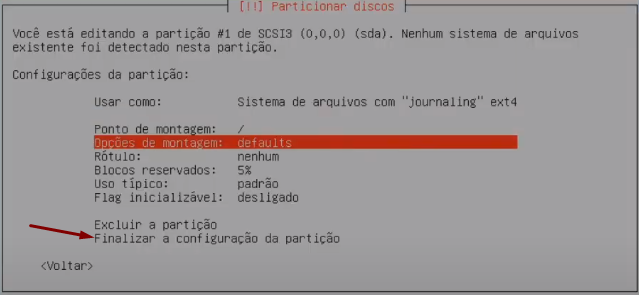 [!!] Particionar discos
Você está editando a partição #1 de SCSI3 (0,0,0) (sda). Nenhum sistema de arquivos
existente foi detectado nesta partição.
Configurações da partição:
Usar como: Sistema de arquivos com "journaling" ext4
Ponto de montagem: /
Opções de montagem: defaults
Rótulo: nenhum
Blocos reservados: 5%
Uso típico: padrão
Flag inicializável: desligado
Excluir a partição
Finalizar a configuração da partição
<Voltar>